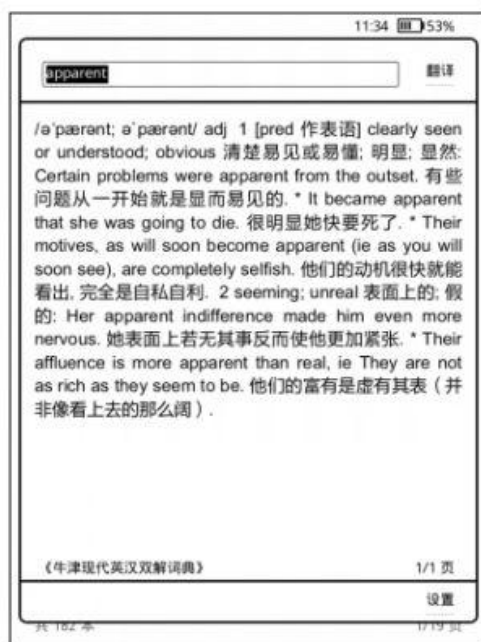 11:34 53%
apparent 翻译
/ə'pærənt; ə`pærənt/ adj 1 [pred 作表语] clearly seen
or understood; obvious 清楚易见或易懂; 明显; 显然:
Certain problems were apparent from the outset. 有些
问题从一开始就是显而易见的. * It became apparent
that she was going to die. 很明显她快要死了. * Their
motives, as will soon become apparent (ie as you will
soon see), are completely selfish. 他们的动机很快就能
看出, 完全是自私自利. 2 seeming; unreal 表面上的; 假
的: Her apparent indifference made him even more
nervous. 她表面上若无其事反而使他更加紧张. * Their
affluence is more apparent than real, ie They are not
as rich as they seem to be. 他们的富有是虚有其表 ( 并
非像看上去的那么阔 ) .
《牛津现代英汉双解词典》 1/1 页
设置
共 182 本 1/19 页